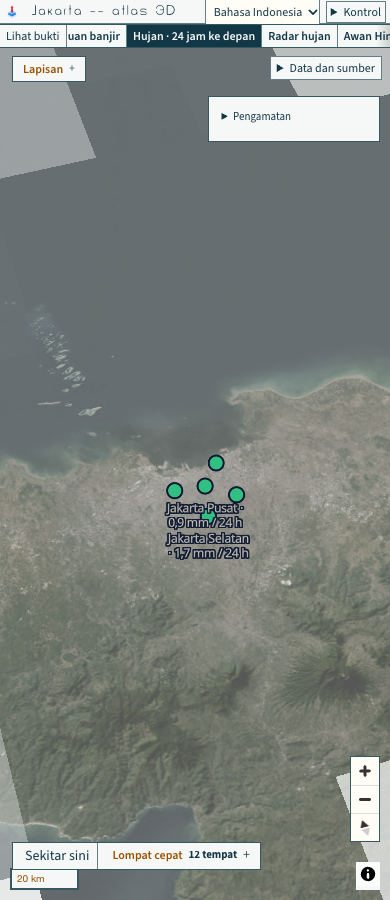 Jakarta -- atlas 3D
Bahasa Indonesia
Kontrol
Lihat bukti
uan banjir
Hujan · 24 jam ke depan
Radar hujan
Awan Hi
Lapisan +
Data dan sumber
Pengamatan
Jakarta Pusat ·
0,9 mm / 24 h
Jakarta Selatan
· 1,7 mm / 24 h
Sekitar sini
Lompat cepat 12 tempat +
20 km